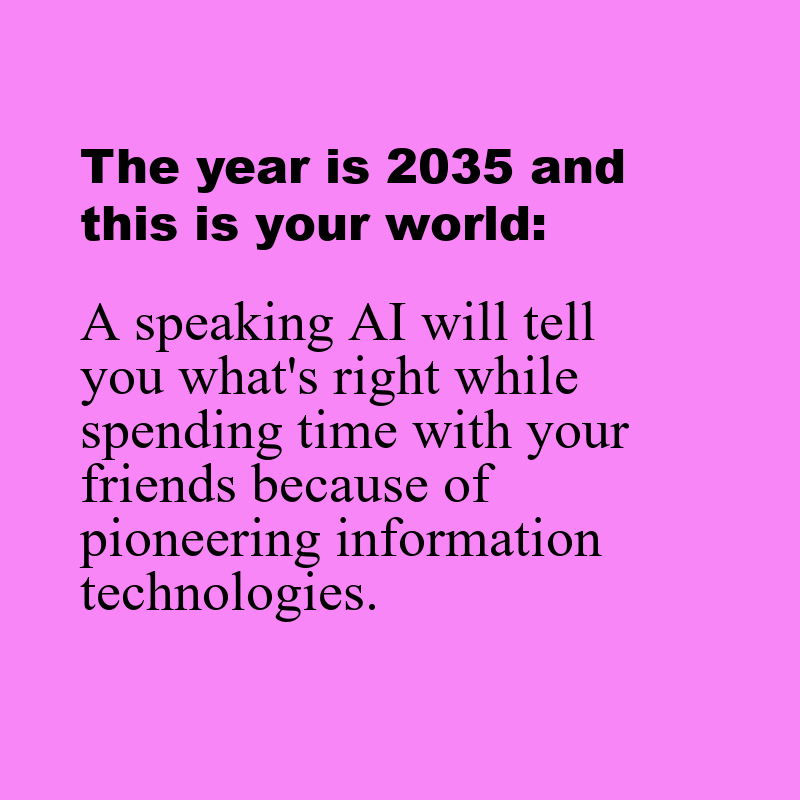 The year is 2035 and
this is your world:
A speaking AI will tell
you what's right while
spending time with your
friends because of
pioneering information
technologies.